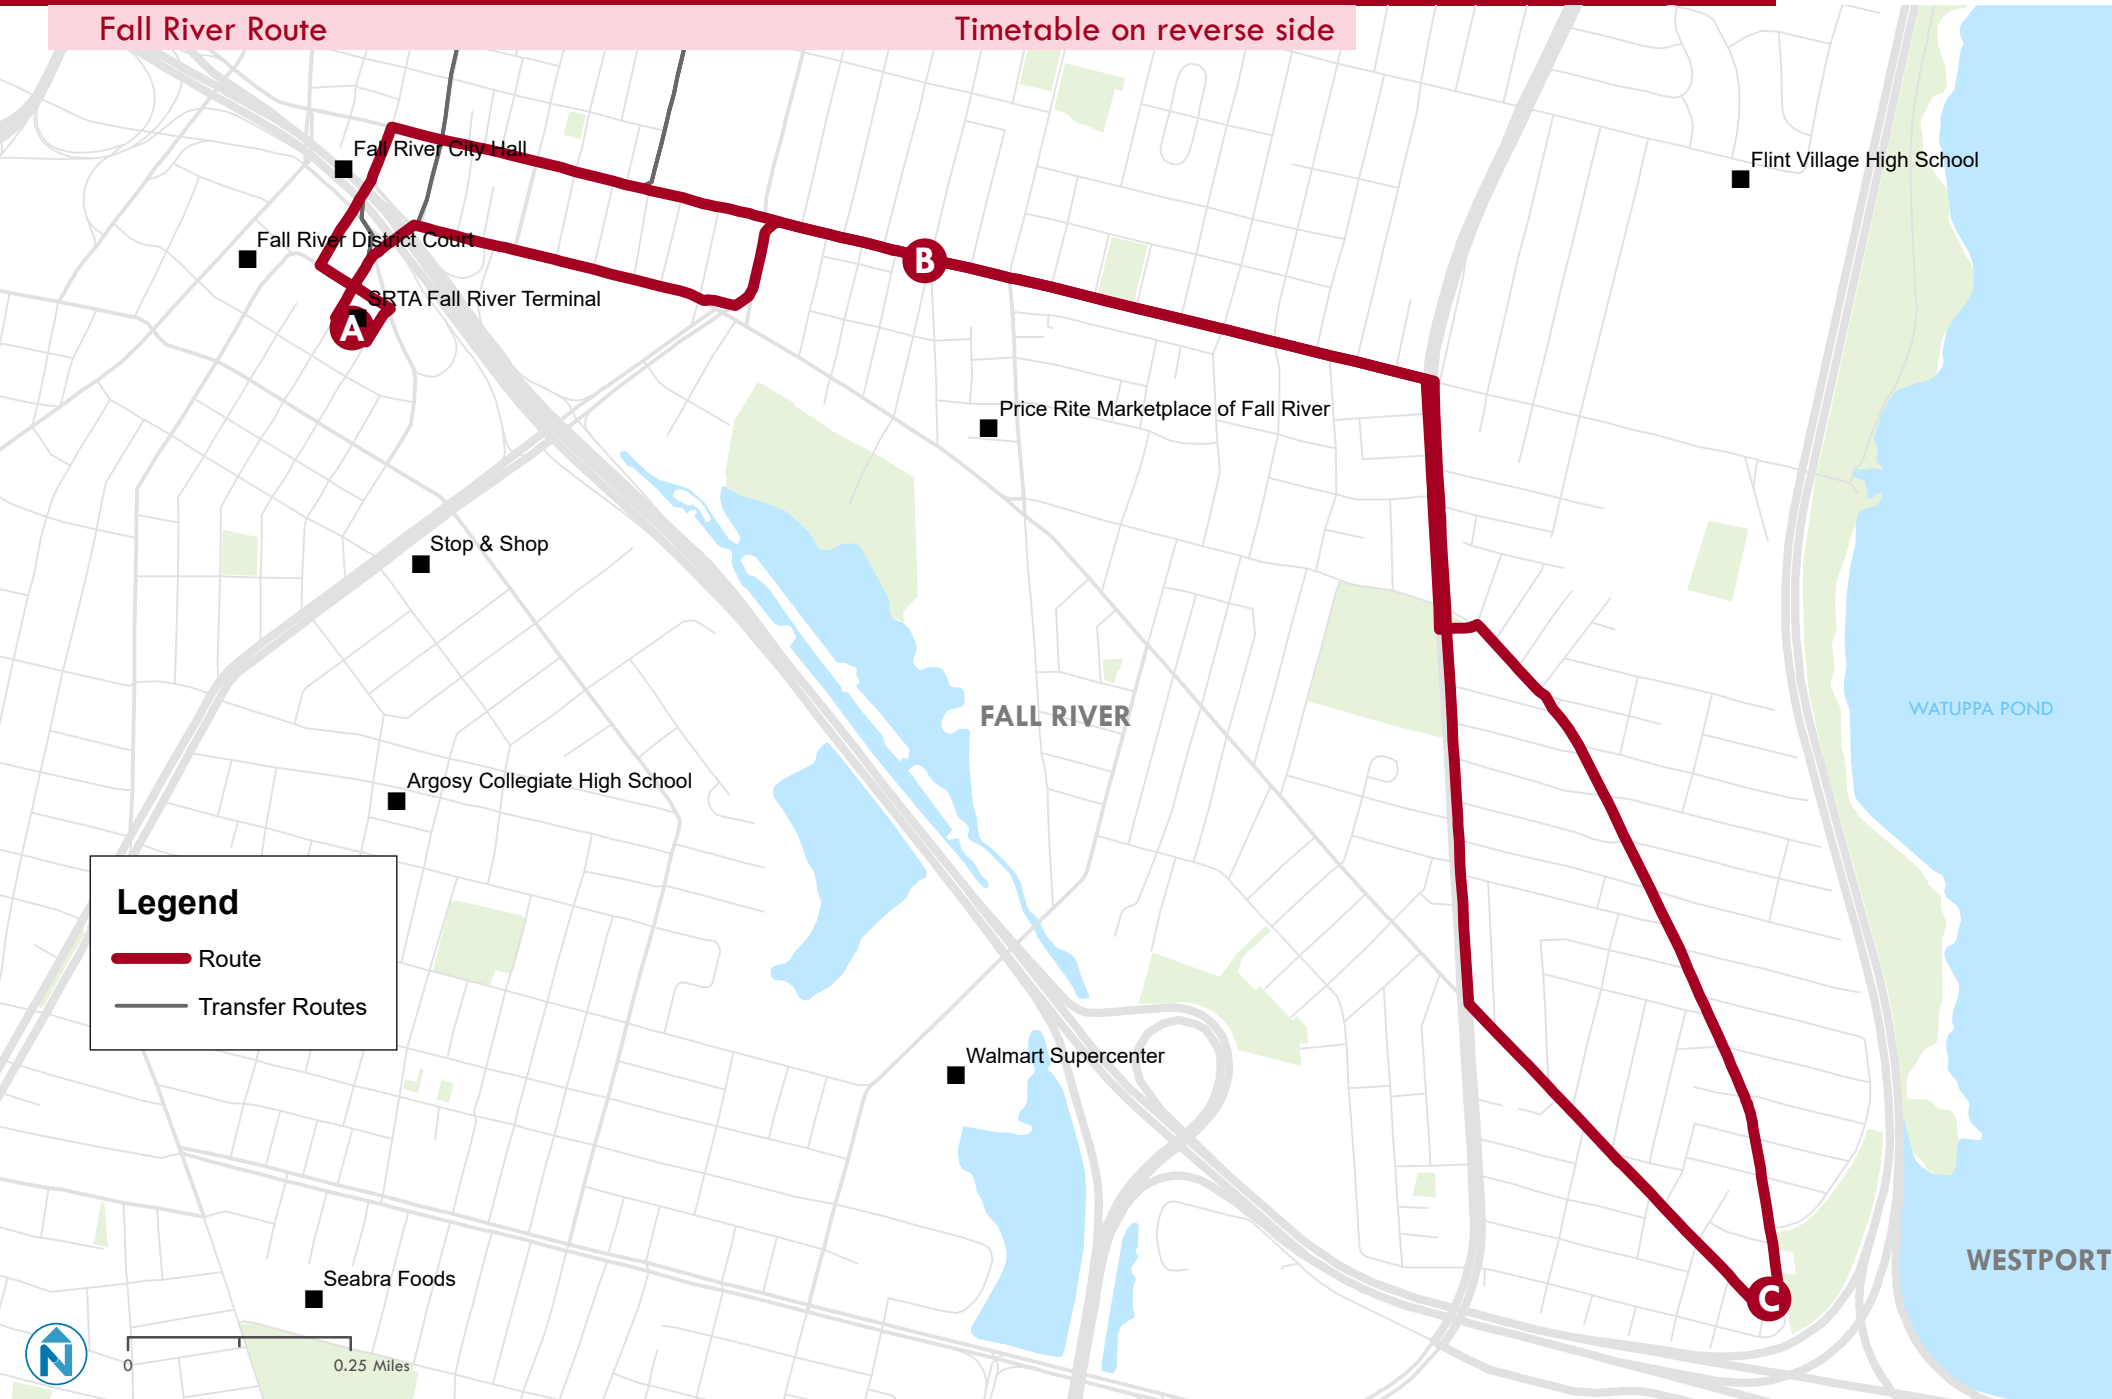 Fall River Route
Timetable on reverse side
Fall River City Hall
Flint Village High School
Fall River District Court
B
SRTA Fall River Terminal
A
Price Rite Marketplace of Fall River
Stop & Shop
WATUPPA POND
FALL RIVER
Argosy Collegiate High School
Legend
Route
Transfer Routes
Walmart Supercenter
WESTPORT
Seabra Foods
C
N
0
0.25 Miles